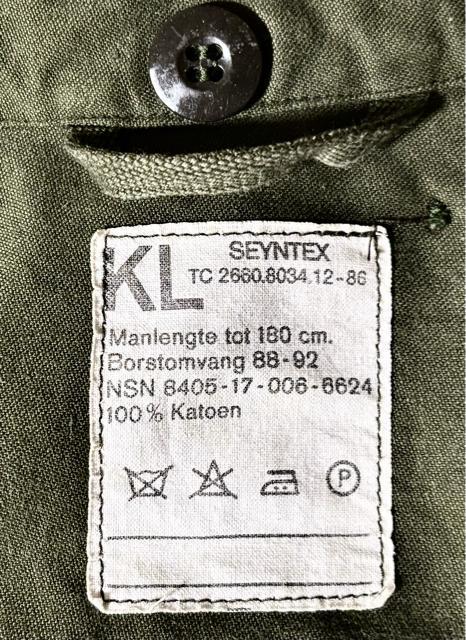 KL
SEYNTEX
TC 2660.8034.12-86
Manlengte tot 180 cm.
Borstomvang 88-92
NSN 8405-17-006-6624
100% Katoen
P